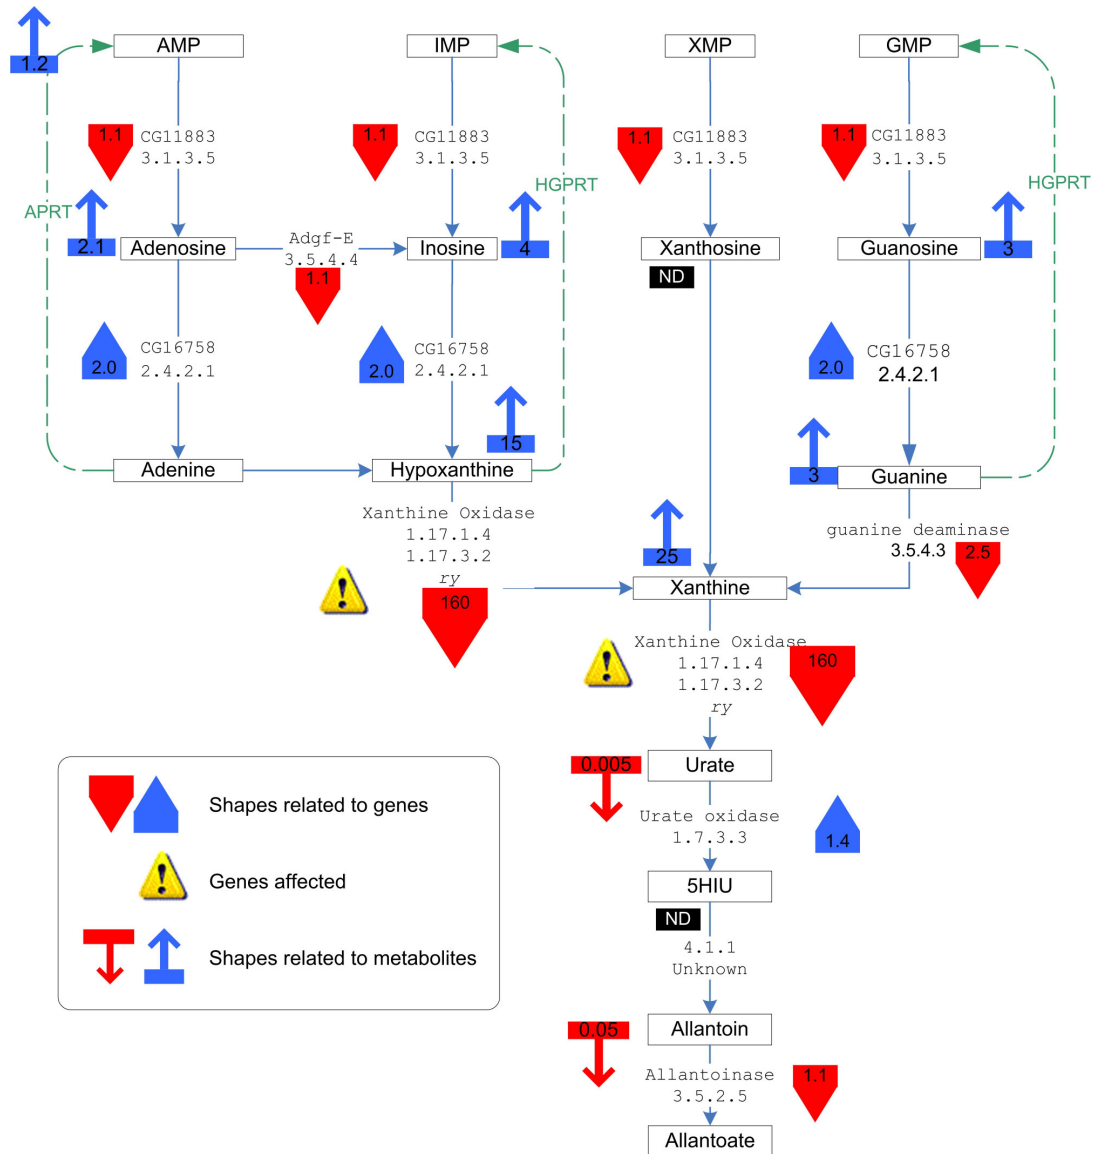 1.2
AMP
IMP
XMP
GMP
1.1
CG11883
3.1.3.5
1.1
CG11883
3.1.3.5
1.1
CG11883
3.1.3.5
1.1
CG11883
3.1.3.5
APRT
HGPRT
HGPRT
2.1
Adenosine
Adgf-E
3.5.4.4
1.1
Inosine
4
Xanthosine
ND
Guanosine
3
2.0
CG16758
2.4.2.1
2.0
CG16758
2.4.2.1
2.0
CG16758
2.4.2.1
15
Adenine
Hypoxanthine
3
Guanine
Xanthine Oxidase
1.17.1.4
1.17.3.2
ry
160
guanine deaminase
3.5.4.3
2.5
25
Xanthine
Xanthine Oxidase
1.17.1.4
1.17.3.2
ry
160
0.005
Urate
Urate oxidase
1.7.3.3
1.4
5HIU
ND
4.1.1
Unknown
0.05
Allantoin
Allantoinase
3.5.2.5
1.1
Allantoate
Shapes related to genes
Genes affected
Shapes related to metabolites